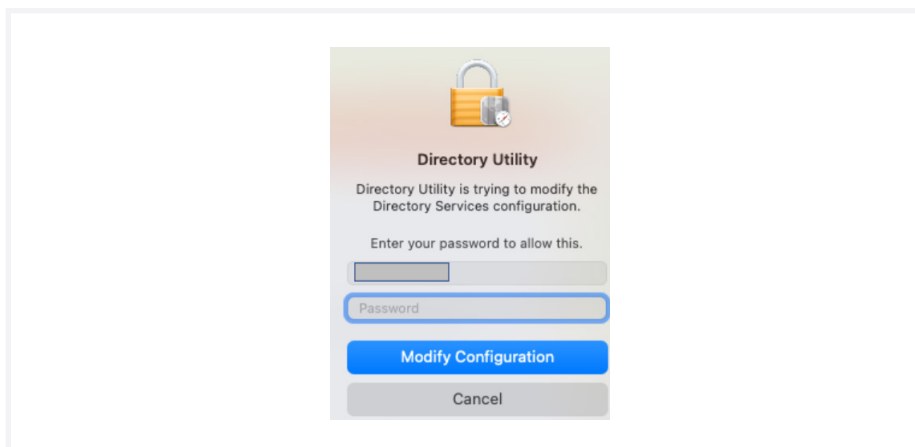 Directory Utility
Directory Utility is trying to modify the
Directory Services configuration.
Enter your password to allow this.
Password
Modify Configuration
Cancel